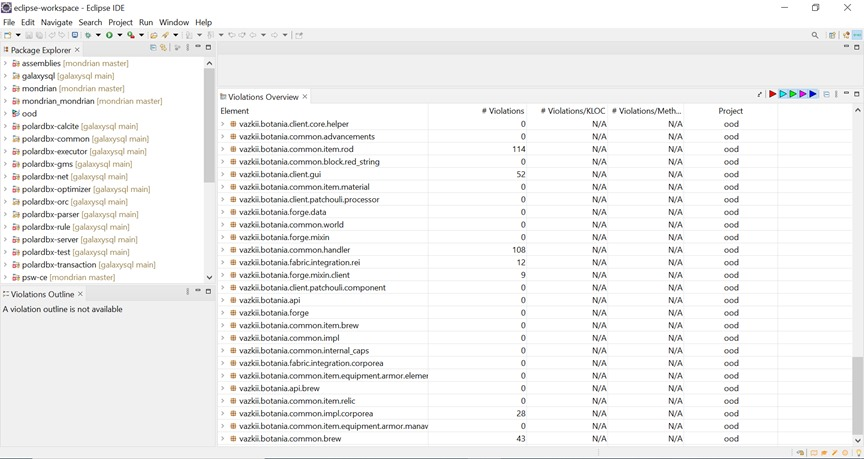 eclipse-workspace - Eclipse IDE
File Edit Navigate Search Project Run Window Help
Package Explorer
assemblies [mondrian master]
galaxysql [galaxysql main]
mondrian [mondrian master]
mondrian_mondrian [mondrian master]
ood
polardbx-calcite [galaxysql main]
polardbx-common [galaxysql main]
polardbx-executor [galaxysql main]
polardbx-gms [galaxysql main]
polardbx-net [galaxysql main]
polardbx-optimizer [galaxysql main]
polardbx-orc [galaxysql main]
polardbx-parser [galaxysql main]
polardbx-rule [galaxysql main]
polardbx-server [galaxysql main]
polardbx-test [galaxysql main]
polardbx-transaction [galaxysql main]
psw-ce [mondrian master]
Violations Outline
A violation outline is not available
Violations Overview
Element # Violations # Violations/KLOC # Violations/Meth... Project
vazkii.botania.client.core.helper 0 N/A N/A ood
vazkii.botania.common.advancements 0 N/A N/A ood
vazkii.botania.common.item.rod 114 N/A N/A ood
vazkii.botania.common.block.red_string 0 N/A N/A ood
vazkii.botania.client.gui 52 N/A N/A ood
vazkii.botania.common.item.material 0 N/A N/A ood
vazkii.botania.client.patchouli.processor 0 N/A N/A ood
vazkii.botania.forge.data 0 N/A N/A ood
vazkii.botania.common.world 0 N/A N/A ood
vazkii.botania.forge.mixin 0 N/A N/A ood
vazkii.botania.common.handler 108 N/A N/A ood
vazkii.botania.fabric.integration.rei 12 N/A N/A ood
vazkii.botania.forge.mixin.client 9 N/A N/A ood
vazkii.botania.client.patchouli.component 0 N/A N/A ood
vazkii.botania.api 0 N/A N/A ood
vazkii.botania.forge 0 N/A N/A ood
vazkii.botania.common.item.brew 0 N/A N/A ood
vazkii.botania.common.impl 0 N/A N/A ood
vazkii.botania.common.internal_caps 0 N/A N/A ood
vazkii.botania.fabric.integration.corporea 0 N/A N/A ood
vazkii.botania.common.item.equipment.armor.elemer 0 N/A N/A ood
vazkii.botania.api.brew 0 N/A N/A ood
vazkii.botania.common.item.relic 0 N/A N/A ood
vazkii.botania.common.impl.corporea 28 N/A N/A ood
vazkii.botania.common.item.equipment.armor.manav 0 N/A N/A ood
vazkii.botania.common.brew 43 N/A N/A ood